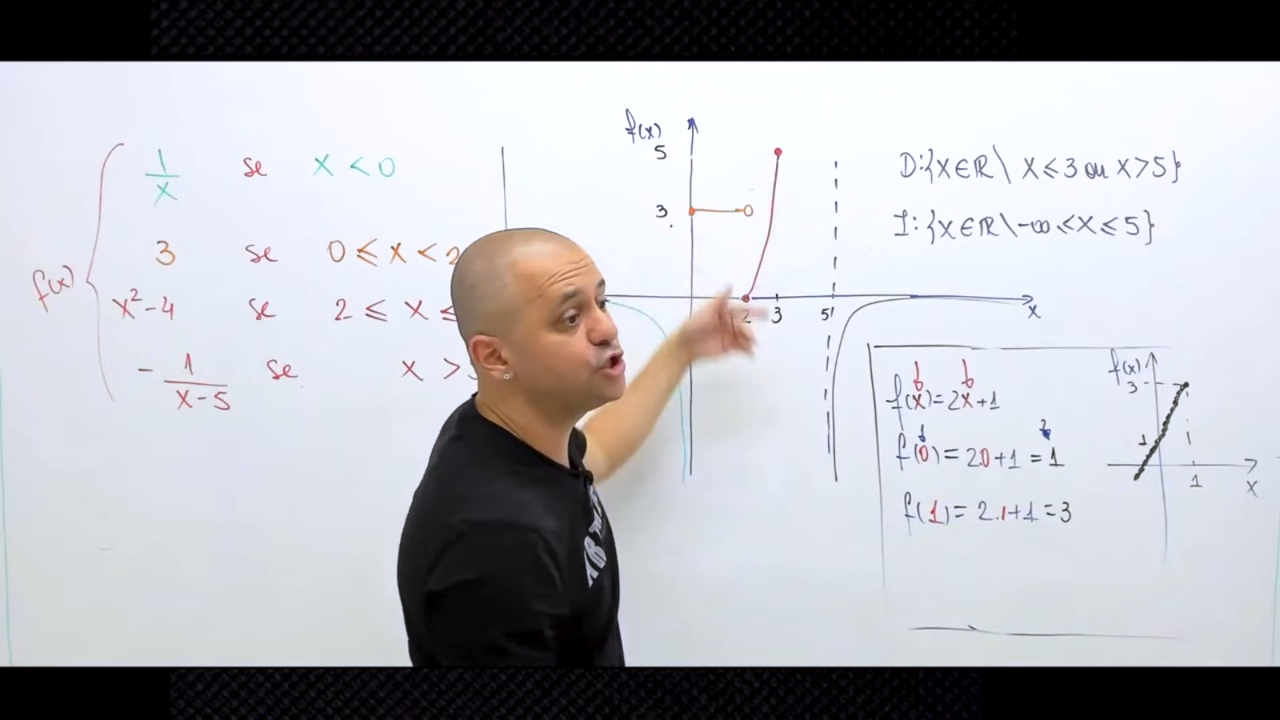 f(x)
1/x se x < 0
3 se 0 ≤ x < 2
x²-4 se 2 ≤ x ≤
- 1/x-5 se x >
f(x)
5
3
2 3 5
x
D:{x∈ℝ \ x≤3 ou x>5}
I:{x∈ℝ \ -∞<x≤5}
f(x)=2x+1
f(0)= 2.0+1 =1
f(1)= 2.1+1=3
f(x)
3
1
1
x